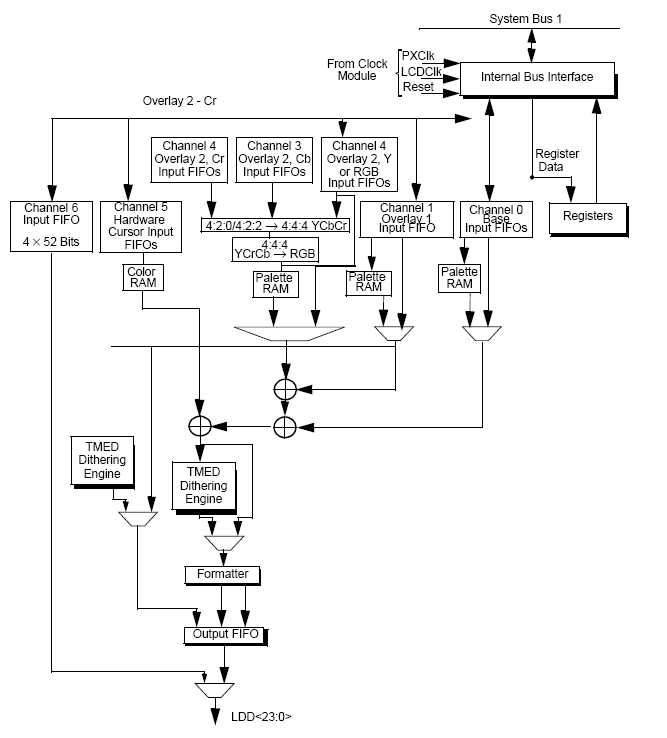 System Bus 1
From Clock
Module
PXClk
LCDClk
Reset
Internal Bus Interface
Overlay 2 - Cr
Register
Data
Channel 4
Overlay 2, Cr
Input FIFOs
Channel 3
Overlay 2, Cb
Input FIFOs
Channel 4
Overlay 2, Y
or RGB
Input FIFOs
Channel 6
Input FIFO
4 × 52 Bits
Channel 5
Hardware
Cursor Input
FIFOs
4:2:0/4:2:2 → 4:4:4 YCbCr
4:4:4
YCrCb → RGB
Channel 1
Overlay 1
Input FIFO
Channel 0
Base
Input FIFOs
Registers
Color
RAM
Palette
RAM
Palette
RAM
Palette
RAM
TMED
Dithering
Engine
TMED
Dithering
Engine
Formatter
Output FIFO
LDD<23:0>